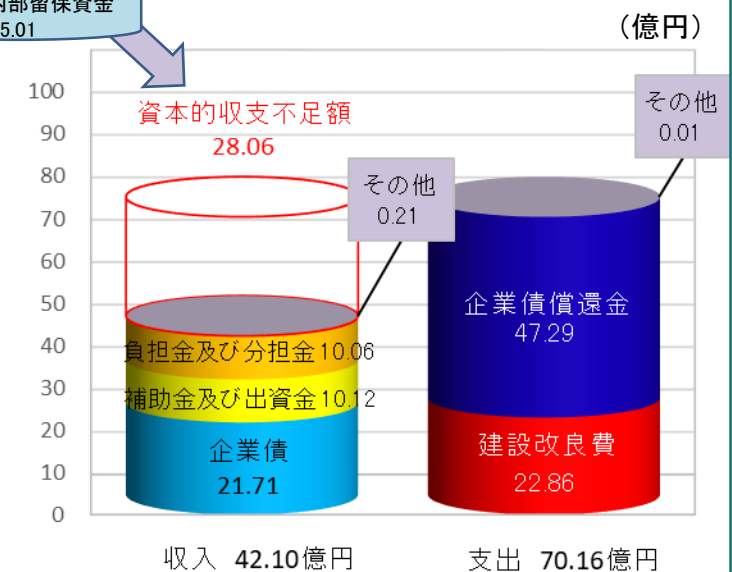 内部留保資金
5.01
（億円）
100
90
80
70
60
50
40
30
20
10
0
資本的収支不足額
28.06
その他
0.21
負担金及び分担金10.06
補助金及び出資金10.12
企業債
21.71
その他
0.01
企業債償還金
47.29
建設改良費
22.86
収入 42.10億円
支出 70.16億円